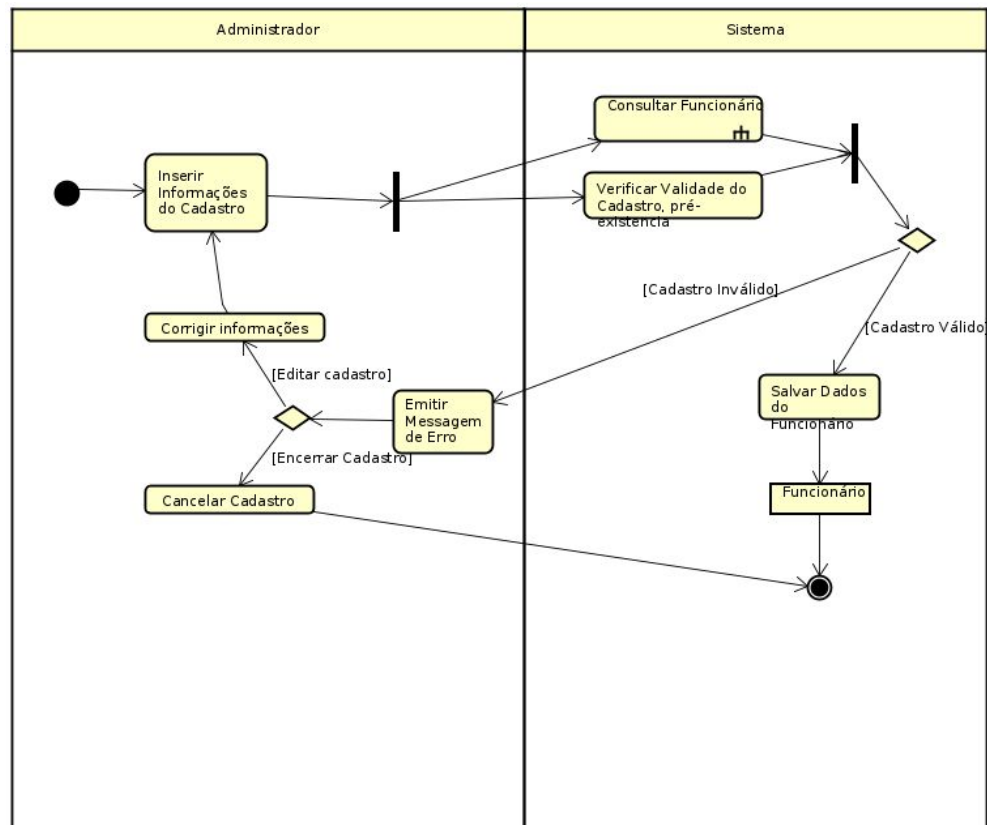 Administrador
Sistema
Consultar Funcionário
Inserir
Informações
do Cadastro
Verificar Validade do
Cadastro, pré-
existencia
[Cadastro Inválido]
[Cadastro Válido]
Corrigir informações
[Editar cadastro]
Emitir
Messagem
de Erro
Salvar Dados
do
Funcionário
[Encerrar Cadastro]
Cancelar Cadastro
Funcionário